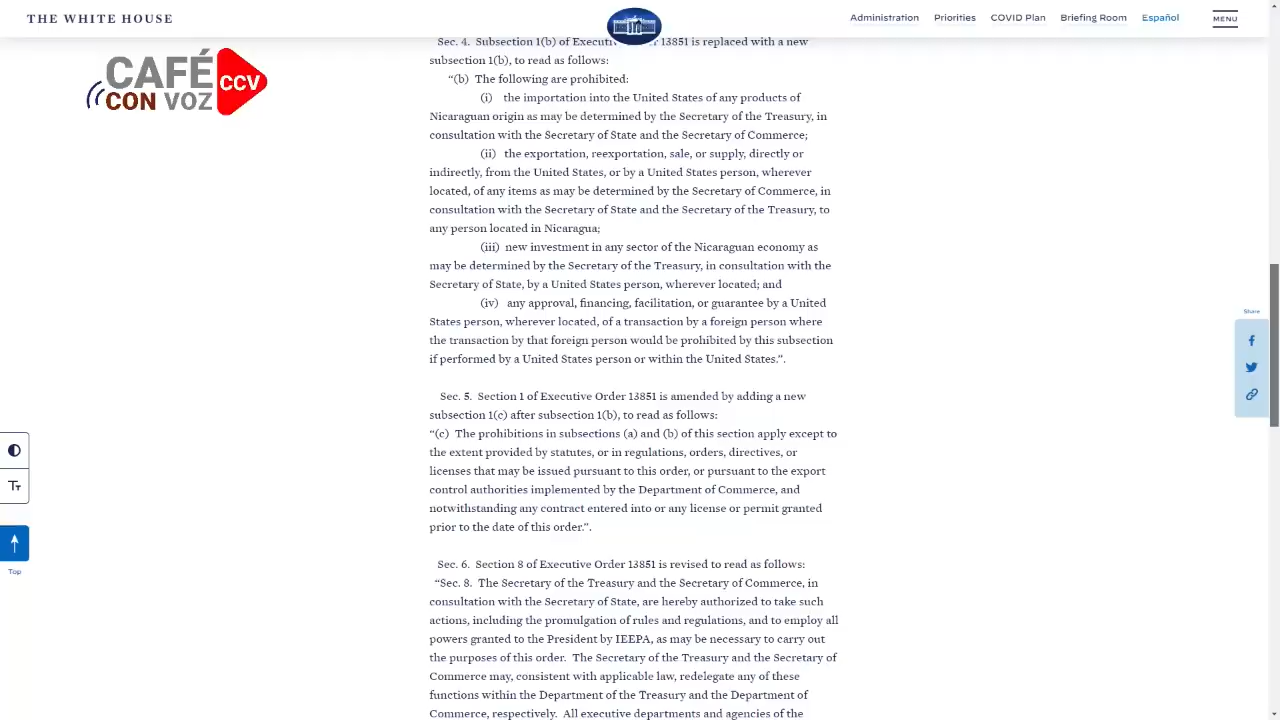 THE WHITE HOUSE
Administration
Priorities
COVID Plan
Briefing Room
Español
MENU
CAFÉ
CON VOZ
CCV
Sec. 4. Subsection 1(b) of Executi Order 13851 is replaced with a new
subsection 1(b), to read as follows:
“(b) The following are prohibited:
(i) the importation into the United States of any products of
Nicaraguan origin as may be determined by the Secretary of the Treasury, in
consultation with the Secretary of State and the Secretary of Commerce;
(ii) the exportation, reexportation, sale, or supply, directly or
indirectly, from the United States, or by a United States person, wherever
located, of any items as may be determined by the Secretary of Commerce, in
consultation with the Secretary of State and the Secretary of the Treasury, to
any person located in Nicaragua;
(iii) new investment in any sector of the Nicaraguan economy as
may be determined by the Secretary of the Treasury, in consultation with the
Secretary of State, by a United States person, wherever located; and
(iv) any approval, financing, facilitation, or guarantee by a United
States person, wherever located, of a transaction by a foreign person where
the transaction by that foreign person would be prohibited by this subsection
if performed by a United States person or within the United States.”.
Sec. 5. Section 1 of Executive Order 13851 is amended by adding a new
subsection 1(c) after subsection 1(b), to read as follows:
“(c) The prohibitions in subsections (a) and (b) of this section apply except to
the extent provided by statutes, or in regulations, orders, directives, or
licenses that may be issued pursuant to this order, or pursuant to the export
control authorities implemented by the Department of Commerce, and
notwithstanding any contract entered into or any license or permit granted
prior to the date of this order.”.
Sec. 6. Section 8 of Executive Order 13851 is revised to read as follows:
“Sec. 8. The Secretary of the Treasury and the Secretary of Commerce, in
consultation with the Secretary of State, are hereby authorized to take such
actions, including the promulgation of rules and regulations, and to employ all
powers granted to the President by IEEPA, as may be necessary to carry out
the purposes of this order. The Secretary of the Treasury and the Secretary of
Commerce may, consistent with applicable law, redelegate any of these
functions within the Department of the Treasury and the Department of
Commerce, respectively. All executive departments and agencies of the
Share
Tт
Top